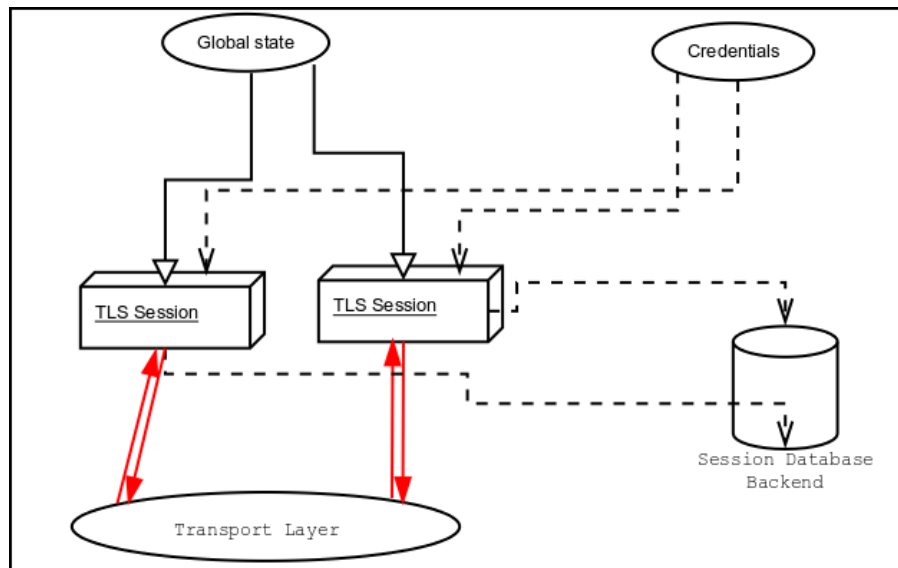 Global state
Credentials
TLS Session
TLS Session
Session Database
Backend
Transport Layer